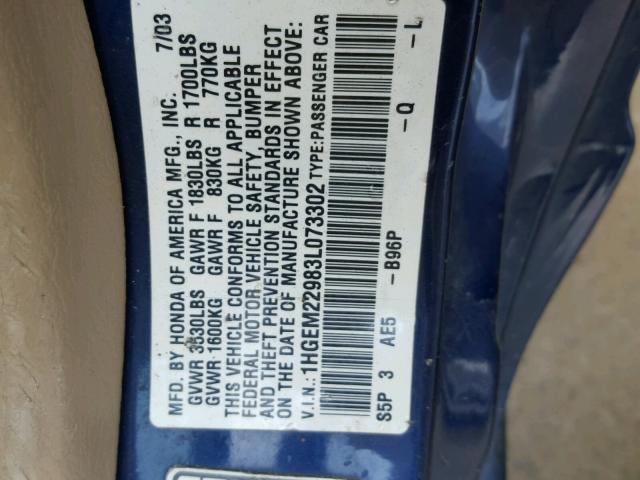 MFD. BY HONDA OF AMERICA MFG., INC. 7/03
GVWR 3530LBS GAWR F 1830LBS R 1700LBS
GVWR 1600KG GAWR F 830KG R 770KG
THIS VEHICLE CONFORMS TO ALL APPLICABLE
FEDERAL MOTOR VEHICLE SAFETY, BUMPER
AND THEFT PREVENTION STANDARDS IN EFFECT
ON THE DATE OF MANUFACTURE SHOWN ABOVE.
V.I.N.:1HGEM22983L073302 TYPE:PASSENGER CAR
S5P 3 AE5- B96P - Q - L